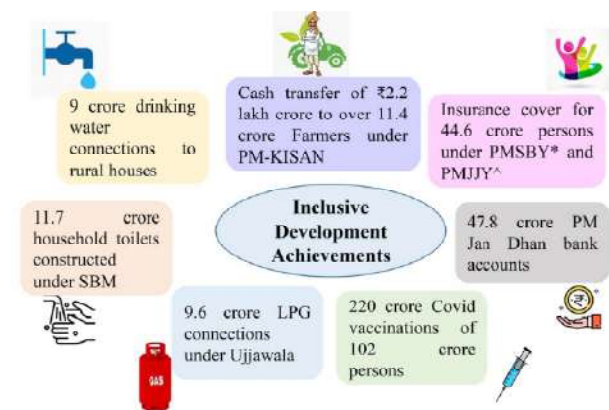 9 crore drinking
water
connections to
rural houses
Cash transfer of ₹2.2
lakh crore to over 11.4
crore Farmers under
PM-KISAN
Insurance cover for
44.6 crore persons
under PMSBY* and
PMJJY^
11.7 crore
household toilets
constructed
under SBM
Inclusive
Development
Achievements
47.8 crore PM
Jan Dhan bank
accounts
9.6 crore LPG
connections
under Ujjawala
220 crore Covid
vaccinations of
102 crore
persons
GAS
₹